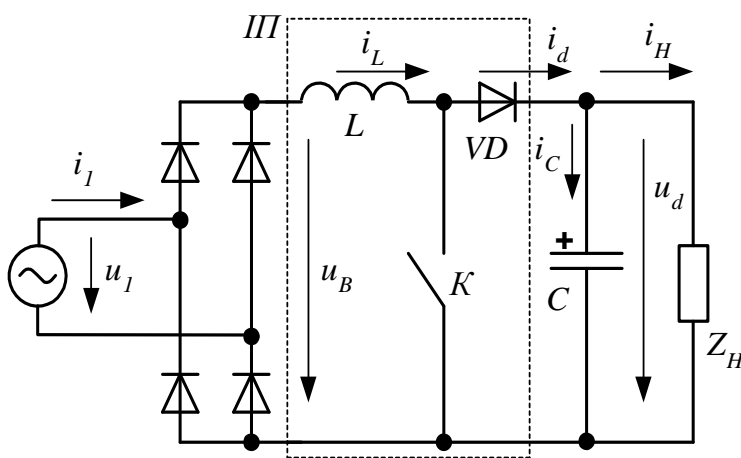 ІП
i_L
i_d
i_H
L
VD
i_C
i_1
u_1
u_B
К
+
C
u_d
Z_H